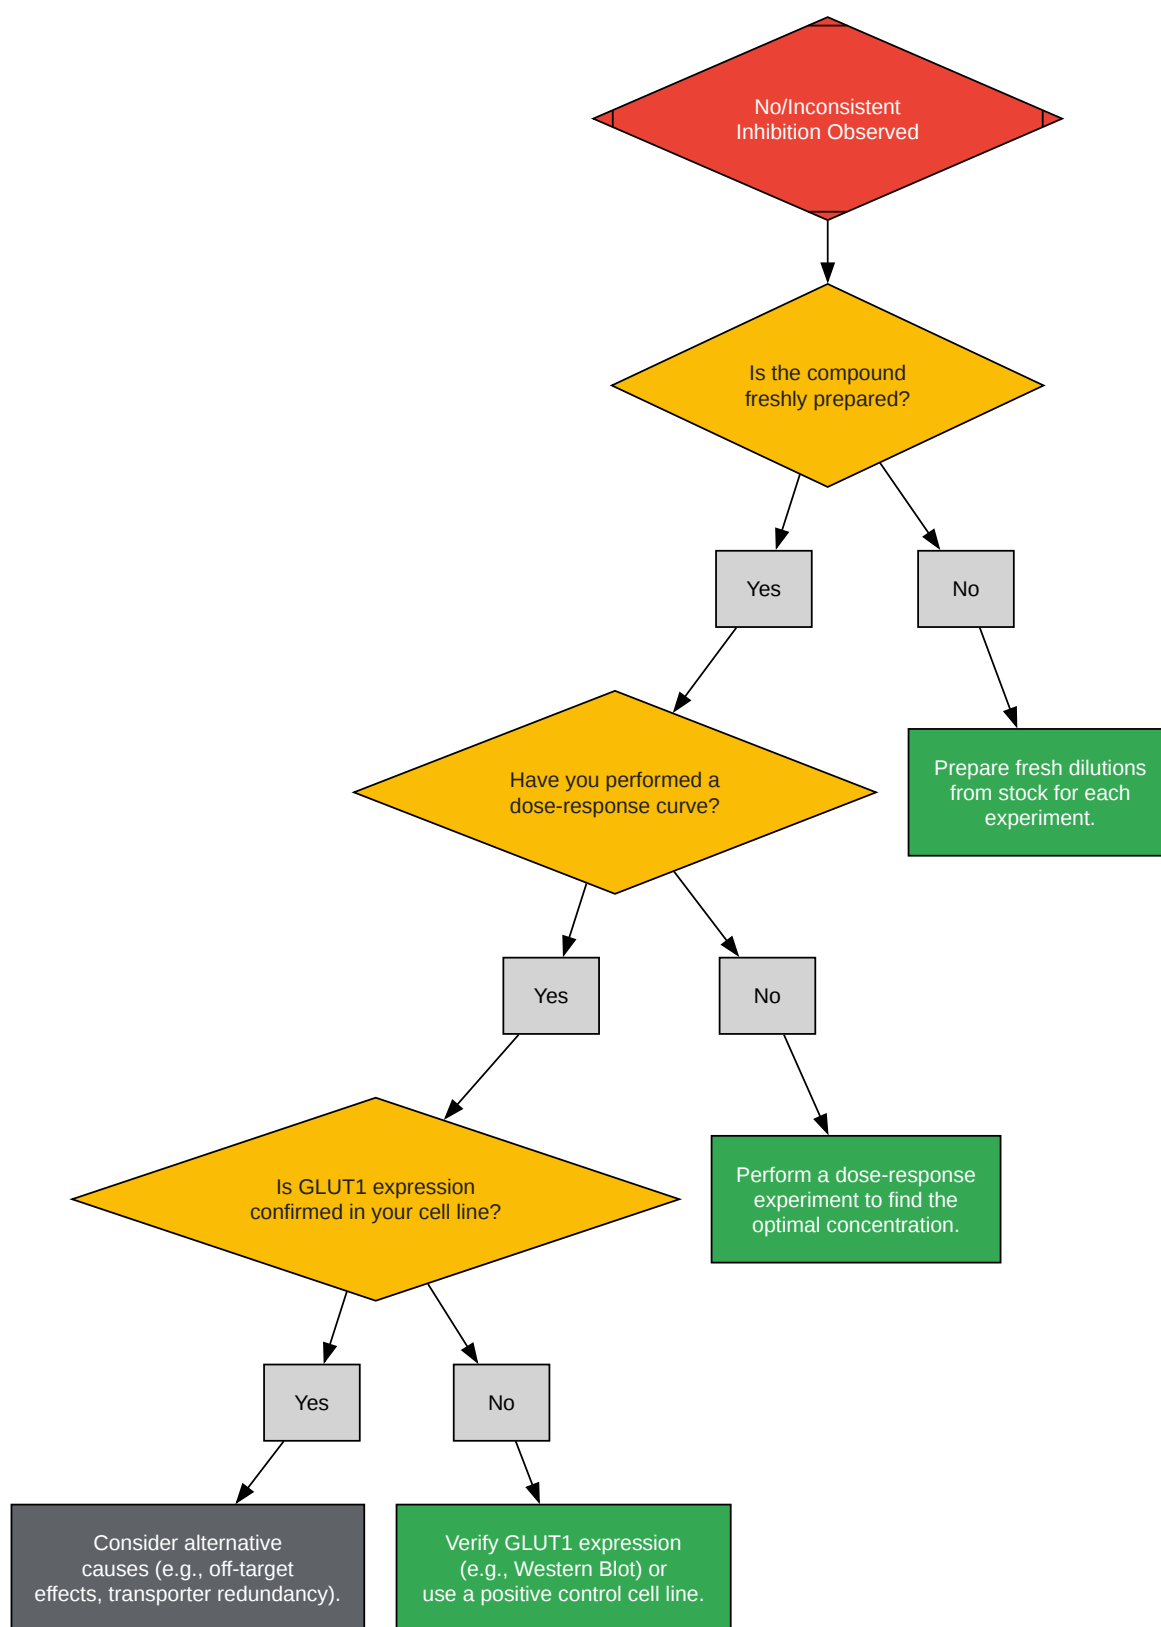 No/Inconsistent
Inhibition Observed
Is the compound
freshly prepared?
Yes
No
Have you performed a
dose-response curve?
Prepare fresh dilutions
from stock for each
experiment.
Yes
No
Is GLUT1 expression
confirmed in your cell line?
Perform a dose-response
experiment to find the
optimal concentration.
Yes
No
Consider alternative
causes (e.g., off-target
effects, transporter redundancy).
Verify GLUT1 expression
(e.g., Western Blot) or
use a positive control cell line.